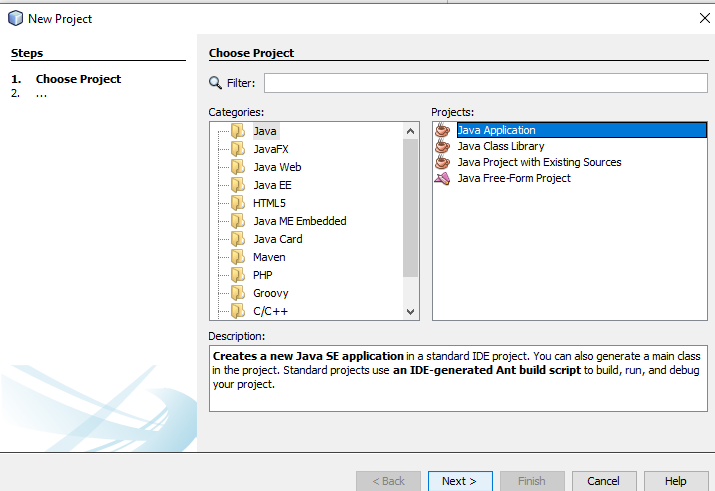 New Project
Steps
1. Choose Project
2. ...
Choose Project
Filter:
Categories:
Java
JavaFX
Java Web
Java EE
HTML5
Java ME Embedded
Java Card
Maven
PHP
Groovy
C/C++
Projects:
Java Application
Java Class Library
Java Project with Existing Sources
Java Free-Form Project
Description:
Creates a new Java SE application in a standard IDE project. You can also generate a main class
in the project. Standard projects use an IDE-generated Ant build script to build, run, and debug
your project.
< Back
Next >
Finish
Cancel
Help